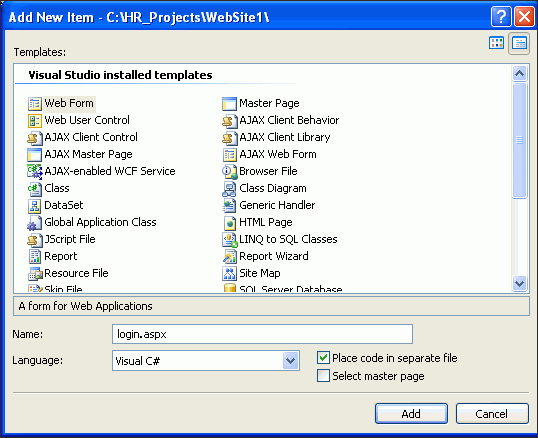 Add New Item - C:\HR_Projects\WebSite1\
Templates:
Visual Studio installed templates
Web Form Master Page
Web User Control AJAX Client Behavior
AJAX Client Control AJAX Client Library
AJAX Master Page AJAX Web Form
AJAX-enabled WCF Service Browser File
Class Class Diagram
DataSet Generic Handler
Global Application Class HTML Page
JScript File LINQ to SQL Classes
Report Report Wizard
Resource File Site Map
Skin File SQL Server Database
A form for Web Applications
Name: login.aspx
Language: Visual C# Place code in separate file
Select master page
Add Cancel